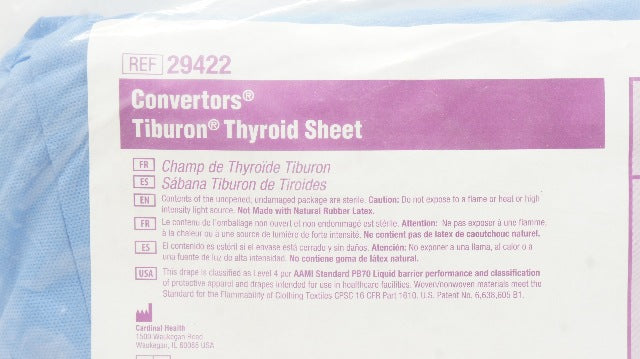 REF 29422
Convertors®
Tiburon® Thyroid Sheet
FR Champ de Thyroïde Tiburon
ES Sábana Tiburon de Tiroides
EN Contents of the unopened, undamaged package are sterile. Caution: Do not expose to a flame or heat or high
intensity light source. Not Made with Natural Rubber Latex.
FR Le contenu de l'emballage non ouvert et non endommagé est stérile. Attention: Ne pas exposer à une flamme,
à la chaleur ou à une source de lumière de forte intensité. Ne contient pas de latex de caoutchouc naturel.
ES El contenido es estéril si el envase está cerrado y sin daños. Atención: No exponer a una llama, al calor o a
una fuente de luz de alta intensidad. No contiene goma de látex natural.
USA This drape is classified as Level 4 per AAMI Standard PB70 Liquid barrier performance and classification
of protective apparel and drapes intended for use in healthcare facilities. Woven/nonwoven materials meet the
Standard for the Flammability of Clothing Textiles CPSC 16 CFR Part 1610. U.S. Patent No. 6,638,605 B1.
Cardinal Health
1500 Waukegan Road
Waukegan, IL 60085 USA